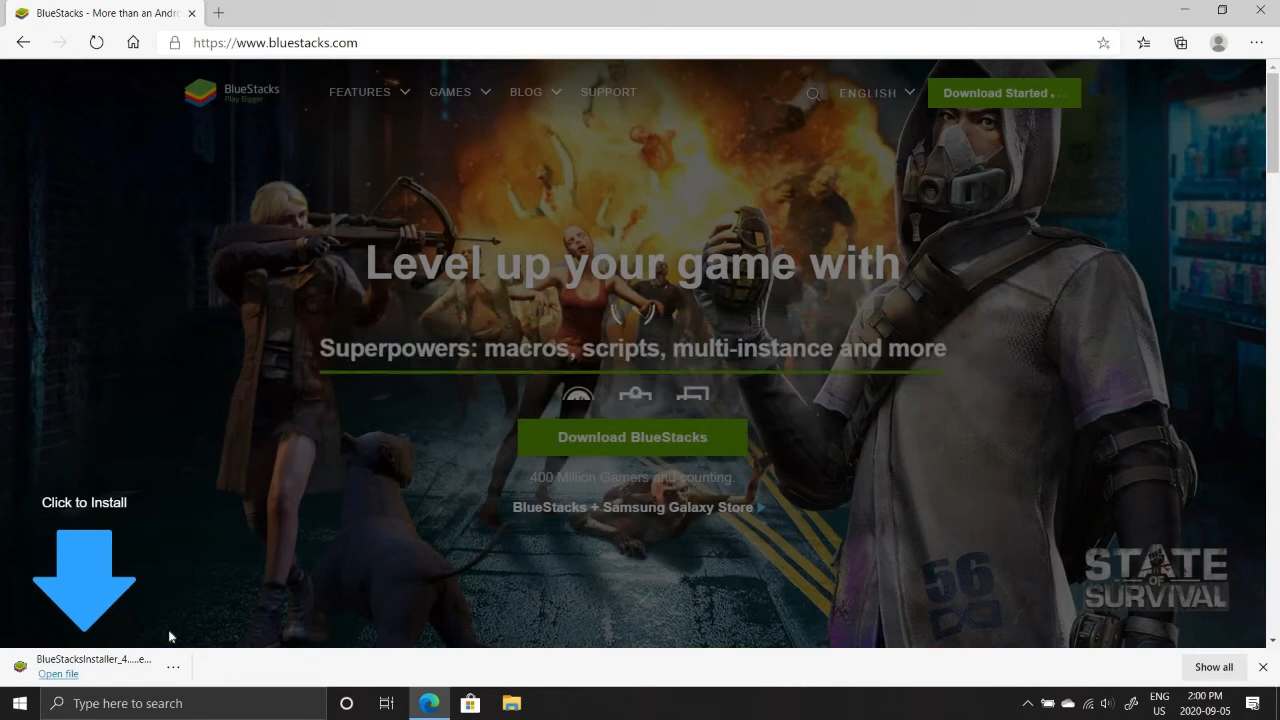 BlueStacks - More than an Andro
https://www.bluestacks.com
BlueStacks
Play Bigger
FEATURES
GAMES
BLOG
SUPPORT
ENGLISH
Download Started . . .
Level up your game with
Superpowers: macros, scripts, multi-instance and more
Download BlueStacks
400 Million Gamers and counting.
BlueStacks + Samsung Galaxy Store
Click to Install
56
STATE
OF
SURVIVAL
BlueStacksInstaller_4.…e...
Open file
Show all
Type here to search
ENG
US
2:00 PM
2020-09-05